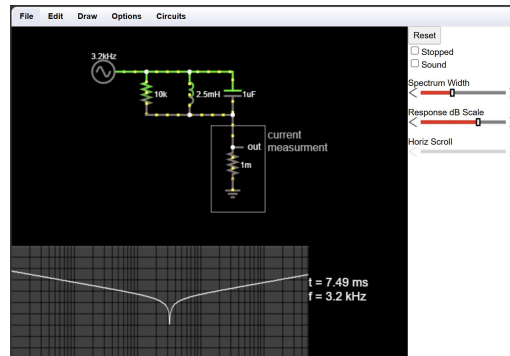 File Edit Draw Options Circuits
Reset
Stopped
Sound
Spectrum Width
Response dB Scale
Horiz Scroll
3.2kHz
10k
2.5mH
1uF
current
measurment
out
1m
t = 7.49 ms
f = 3.2 kHz